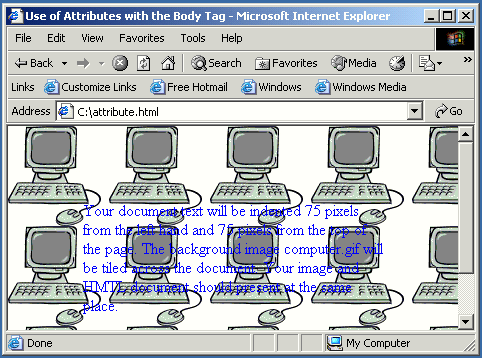 Use of Attributes with the Body Tag - Microsoft Internet Explorer
File Edit View Favorites Tools Help
Back Search Favorites Media
Links Customize Links Free Hotmail Windows Windows Media
Address C:\attribute.html Go
Your document text will be indented 75 pixels
from the left hand and 75 pixels from the top of
the page. The background image computer.gif will
be tiled across the document. Your image and
HMTL document should present at the same
place.
Done My Computer